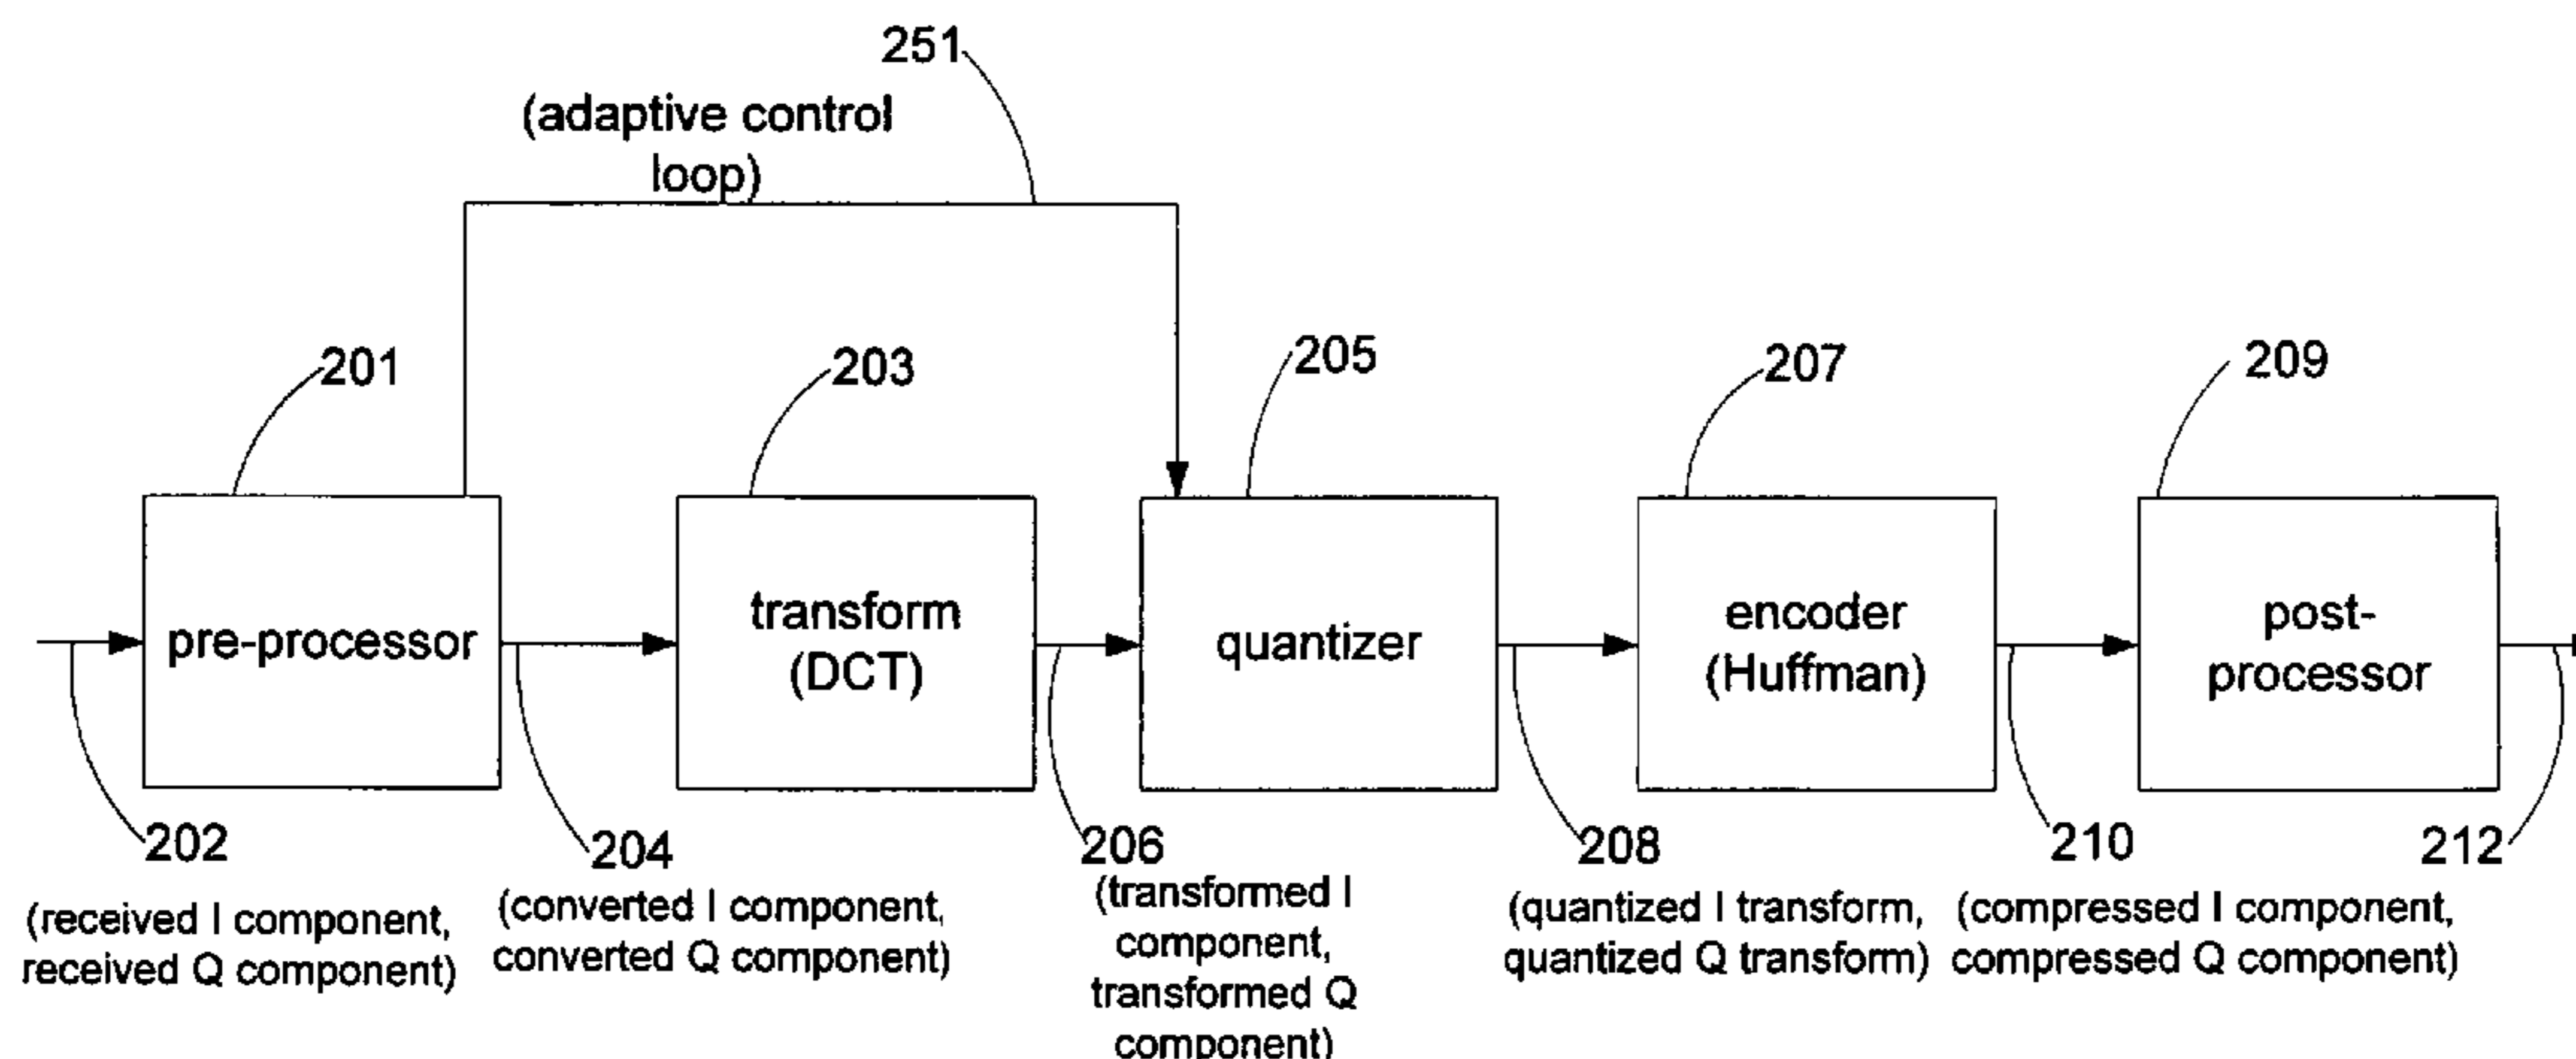 251
(adaptive control
loop)
201
203
205
207
209
pre-processor
transform
(DCT)
quantizer
encoder
(Huffman)
post-
processor
202
(received I component,
received Q component)
204
(converted I component,
converted Q component)
206
(transformed I
component,
transformed Q
component)
208
(quantized I transform,
quantized Q transform)
210
(compressed I component,
compressed Q component)
212